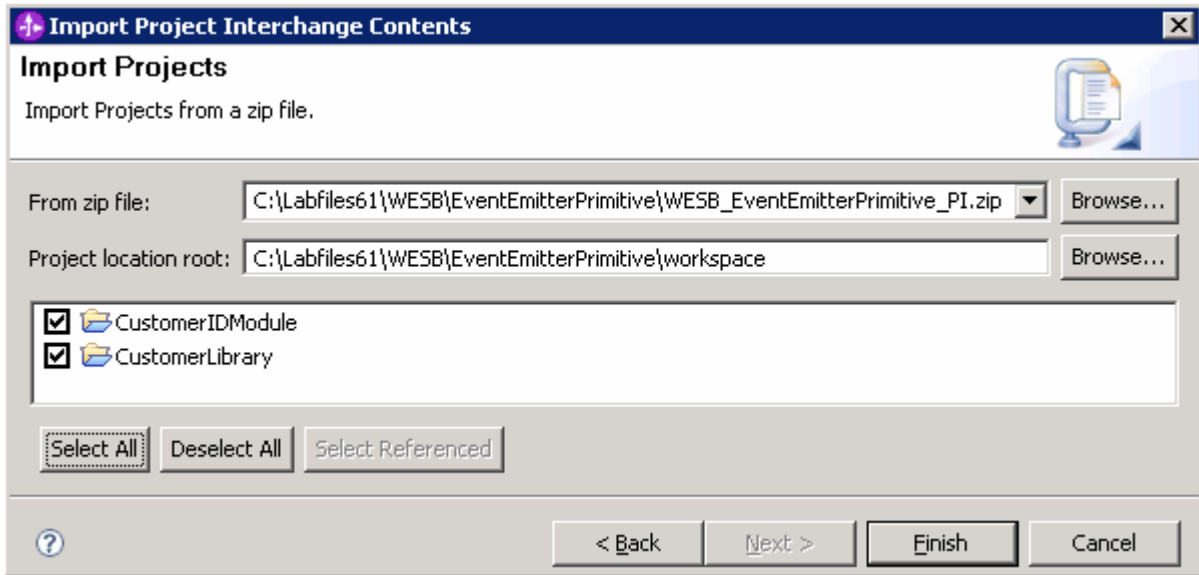 Import Project Interchange Contents
Import Projects
Import Projects from a zip file.
From zip file: C:\Labfiles61\WESB\EventEmitterPrimitive\WESB_EventEmitterPrimitive_PI.zip Browse...
Project location root: C:\Labfiles61\WESB\EventEmitterPrimitive\workspace Browse...
CustomerIDModule
CustomerLibrary
Select All Deselect All Select Referenced
? < Back Next > Finish Cancel